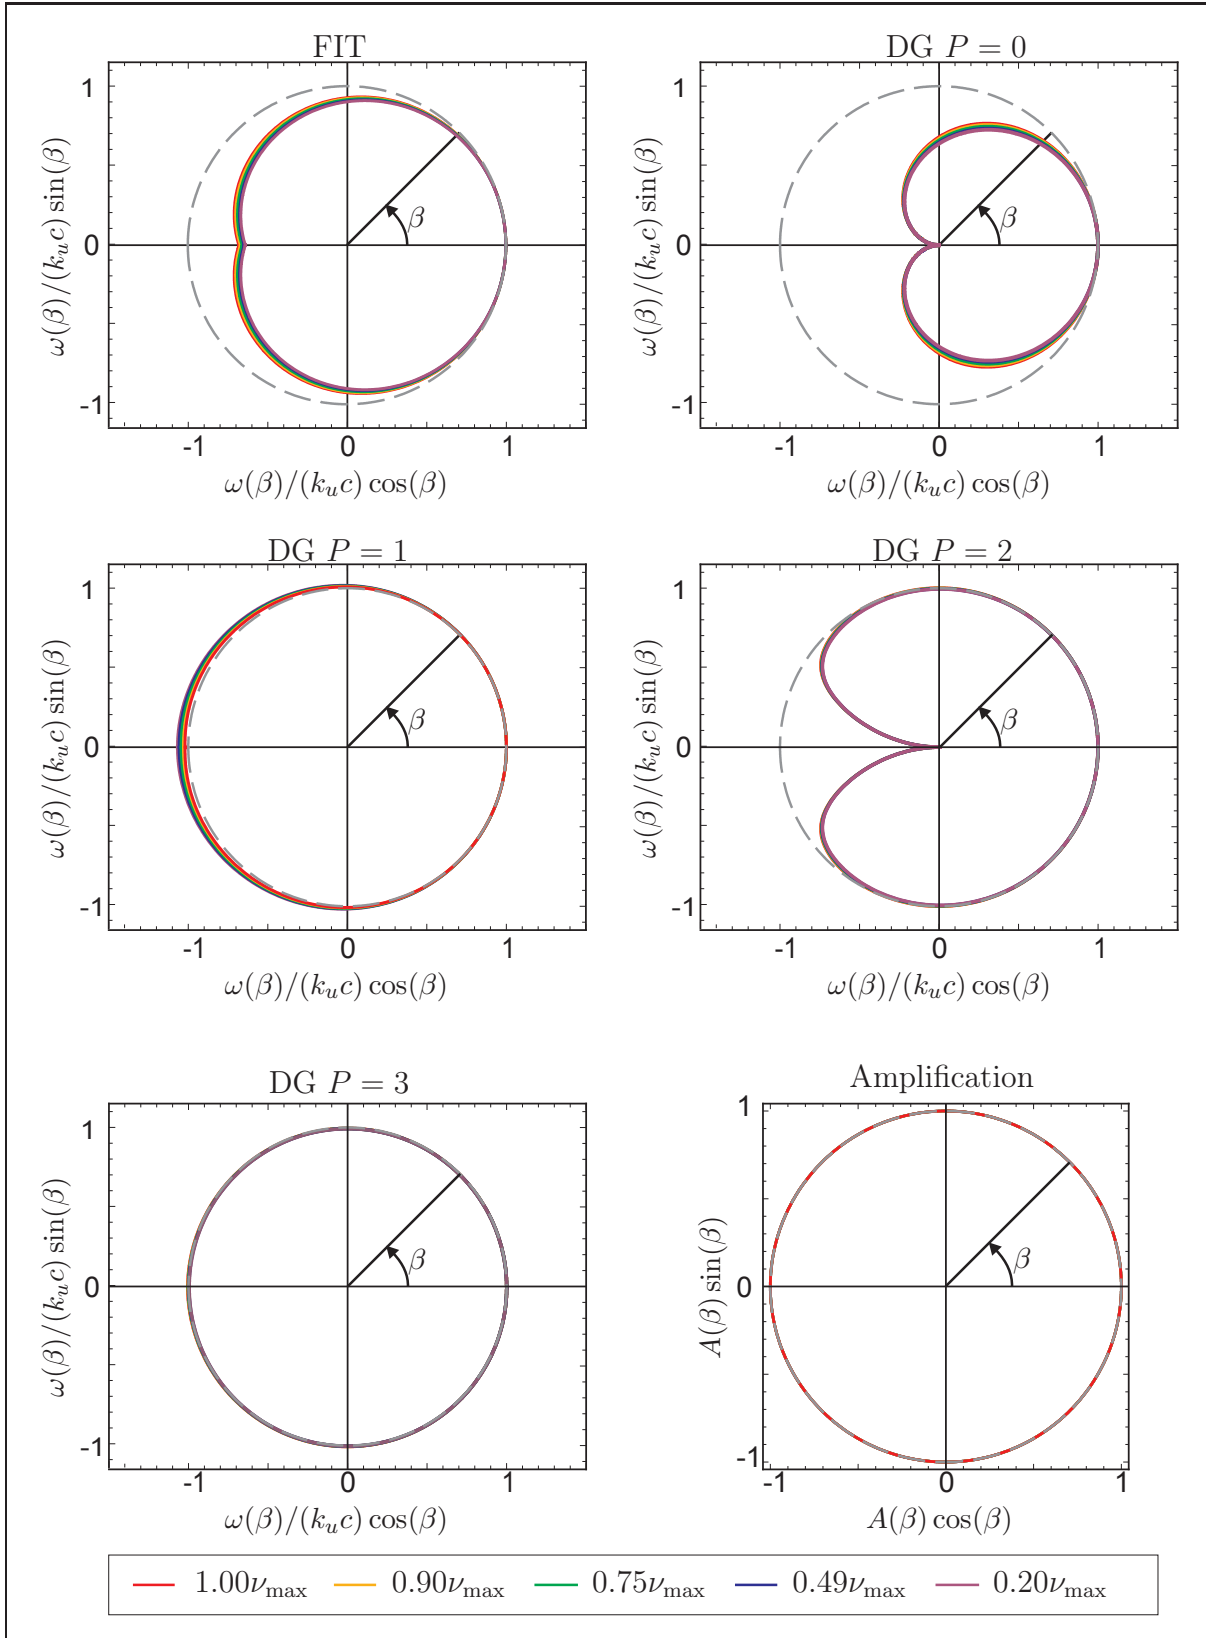 FIT
ω(β)/(k_u c) sin(β)
1
0
-1
β
-1 0 1
ω(β)/(k_u c) cos(β)
DG P = 0
ω(β)/(k_u c) sin(β)
1
0
-1
β
-1 0 1
ω(β)/(k_u c) cos(β)
DG P = 1
ω(β)/(k_u c) sin(β)
1
0
-1
β
-1 0 1
ω(β)/(k_u c) cos(β)
DG P = 2
ω(β)/(k_u c) sin(β)
1
0
-1
β
-1 0 1
ω(β)/(k_u c) cos(β)
DG P = 3
ω(β)/(k_u c) sin(β)
1
0
-1
β
-1 0 1
ω(β)/(k_u c) cos(β)
Amplification
A(β) sin(β)
1
0
-1
β
-1 0 1
A(β) cos(β)
1.00ν_max 0.90ν_max 0.75ν_max 0.49ν_max 0.20ν_max